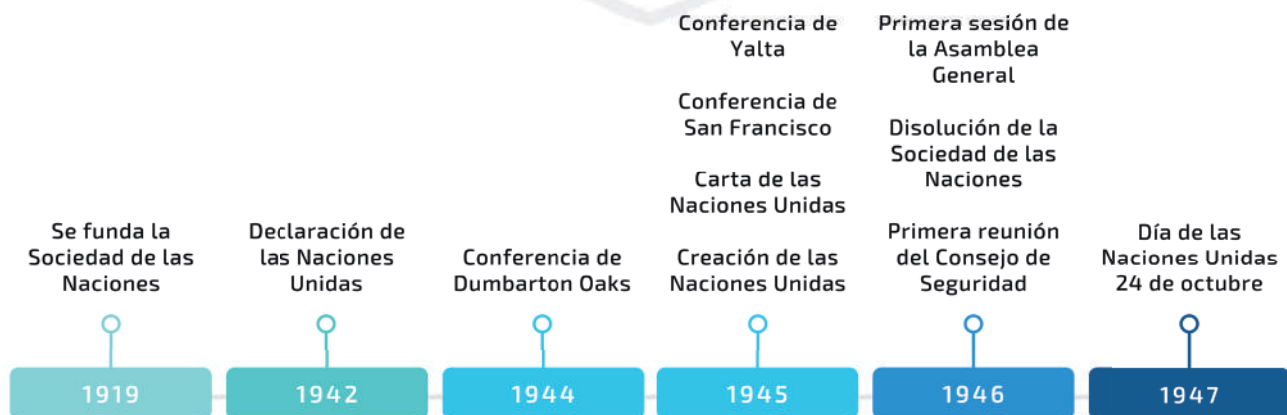 Se funda la
Sociedad de las
Naciones
1919
Declaración de
las Naciones
Unidas
1942
Conferencia de
Dumbarton Oaks
1944
Conferencia de
Yalta
Conferencia de
San Francisco
Carta de las
Naciones Unidas
Creación de las
Naciones Unidas
1945
Primera sesión de
la Asamblea
General
Disolución de la
Sociedad de las
Naciones
Primera reunión
del Consejo de
Seguridad
1946
Día de las
Naciones Unidas
24 de octubre
1947